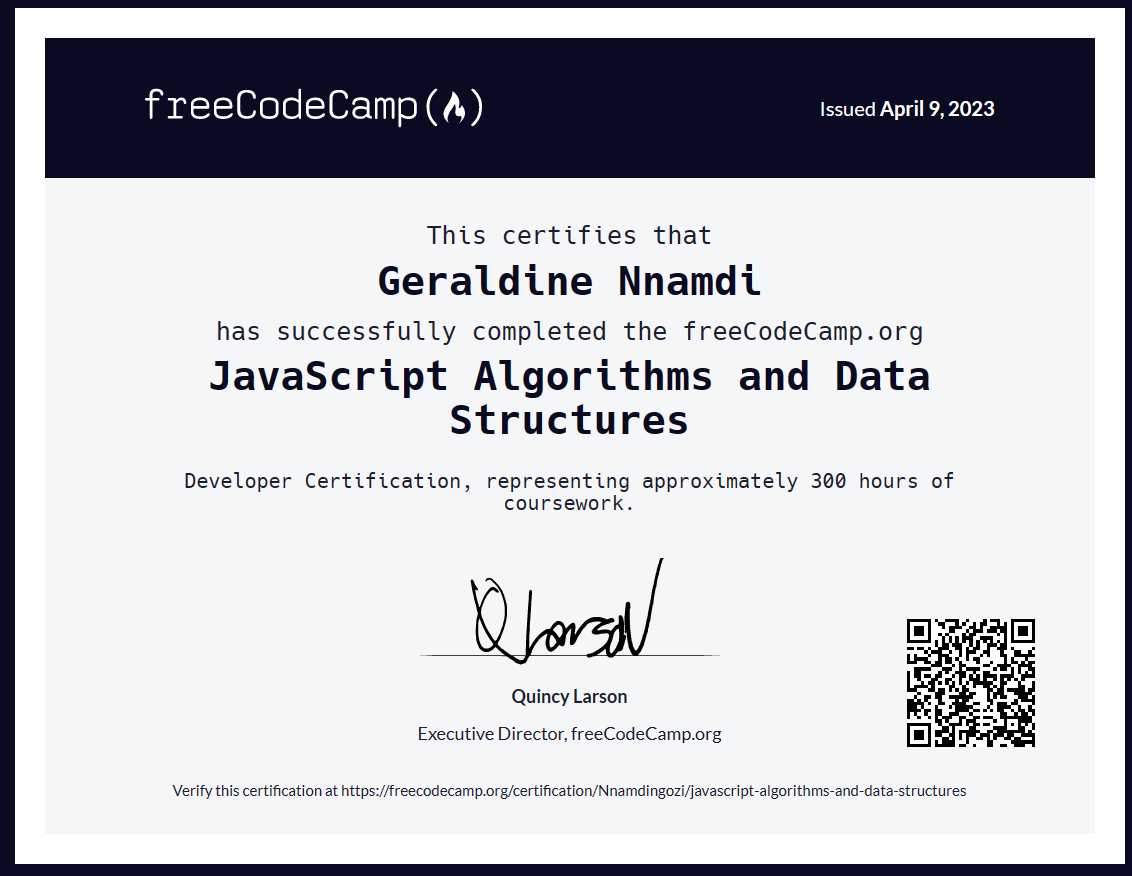 freeCodeCamp
Issued April 9, 2023
This certifies that
Geraldine Nnamdi
has successfully completed the freeCodeCamp.org
JavaScript Algorithms and Data
Structures
Developer Certification, representing approximately 300 hours of
coursework.
Q Larson
Quincy Larson
Executive Director, freeCodeCamp.org
Verify this certification at https://freecodecamp.org/certification/Nnamdingozi/javascript-algorithms-and-data-structures